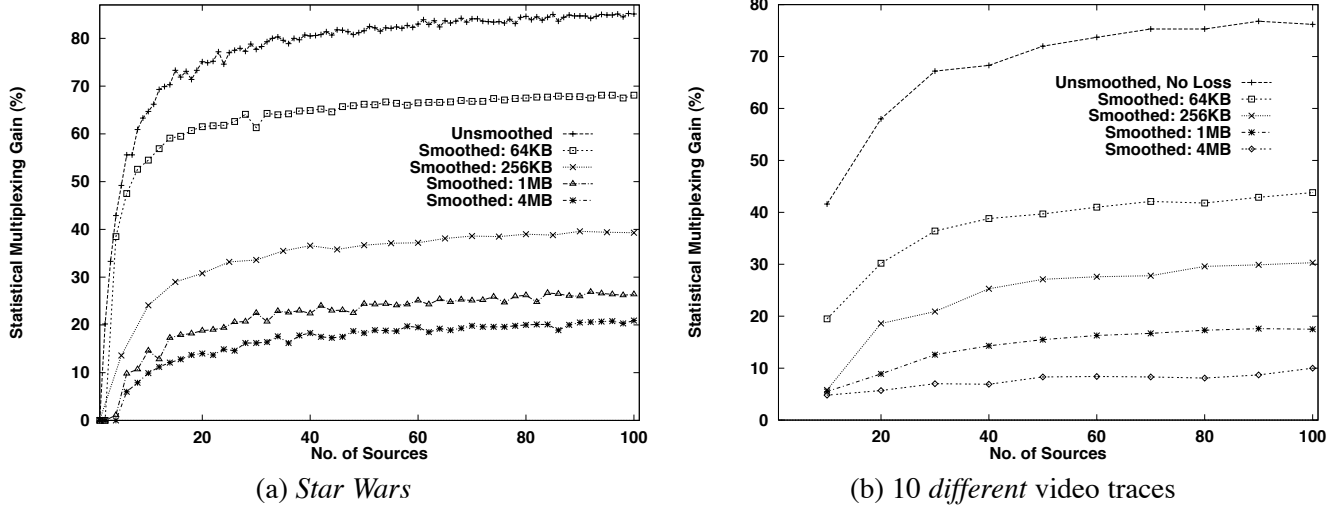 80
70
60
50
40
30
20
10
0
Statistical Multiplexing Gain (%)
Unsmoothed
Smoothed: 64KB
Smoothed: 256KB
Smoothed: 1MB
Smoothed: 4MB
20 40 60 80 100
No. of Sources
(a) Star Wars
80
70
60
50
40
30
20
10
0
Statistical Multiplexing Gain (%)
Unsmoothed, No Loss
Smoothed: 64KB
Smoothed: 256KB
Smoothed: 1MB
Smoothed: 4MB
20 40 60 80 100
No. of Sources
(b) 10 different video traces